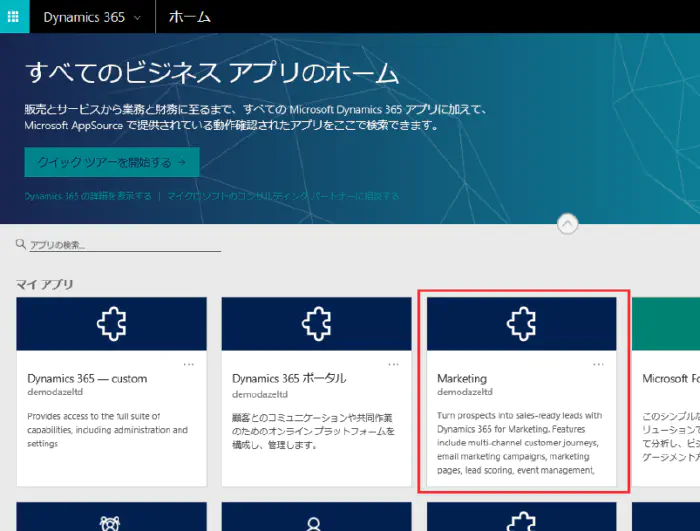 Dynamics 365
ホーム
すべてのビジネス アプリのホーム
販売とサービスから業務と財務に至るまで、すべての Microsoft Dynamics 365 アプリに加えて、
Microsoft AppSource で提供されている動作確認されたアプリをここで検索できます。
クイック ツアーを開始する →
Dynamics 365 の詳細を表示する | マイクロソフトのコンサルティング パートナーに相談する
アプリの検索...
マイ アプリ
Dynamics 365 — custom
demodazeltd
Provides access to the full suite of
capabilities, including administration and
settings
Dynamics 365 ポータル
demodazeltd
顧客とのコミュニケーションや共同作業
のためのオンライン プラットフォームを
構成し、管理します。
Marketing
demodazeltd
Turn prospects into sales-ready leads with
Dynamics 365 for Marketing. Features
include multi-channel customer journeys,
email marketing campaigns, marketing
pages, lead scoring, event management,
Microsoft Fo
このシンプルな
リューションで
て分析し、ビジ
ケージメント方